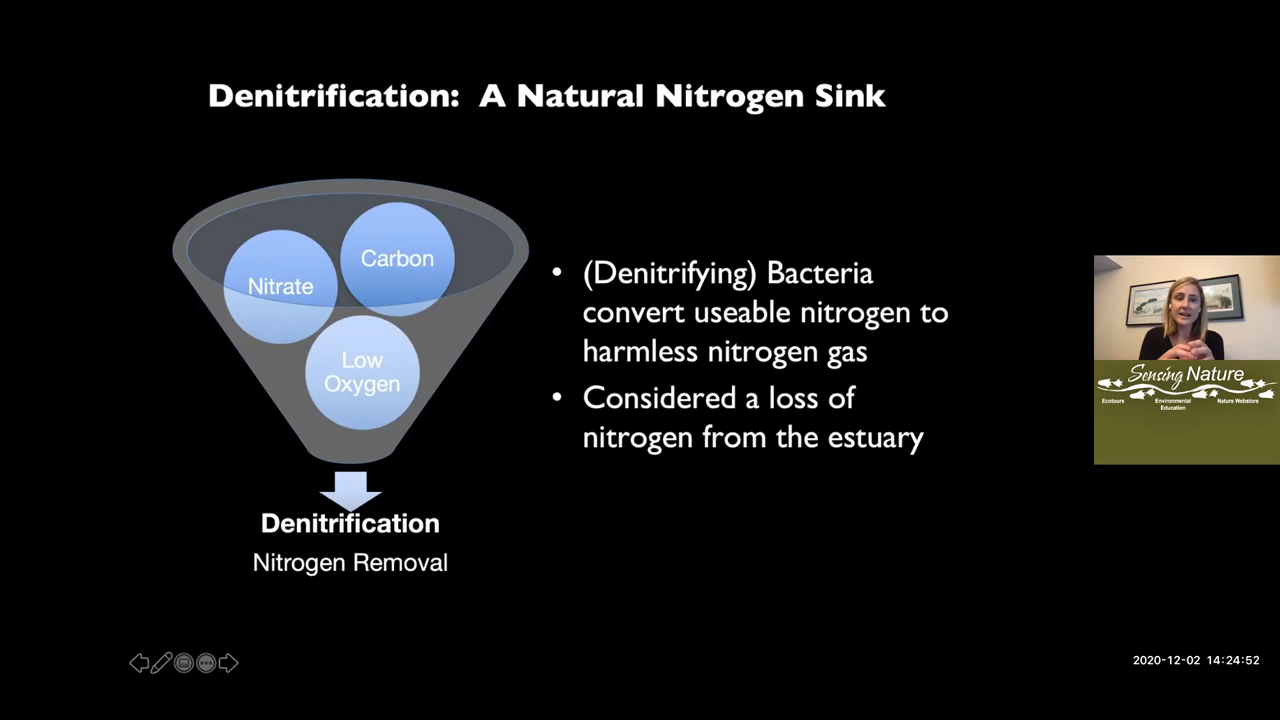 Denitrification: A Natural Nitrogen Sink
Nitrate
Carbon
Low
Oxygen
Denitrification
Nitrogen Removal
• (Denitrifying) Bacteria
convert useable nitrogen to
harmless nitrogen gas
• Considered a loss of
nitrogen from the estuary
Sensing Nature
Ecotours
Environmental
Education
Nature Webstore
2020-12-02 14:24:52